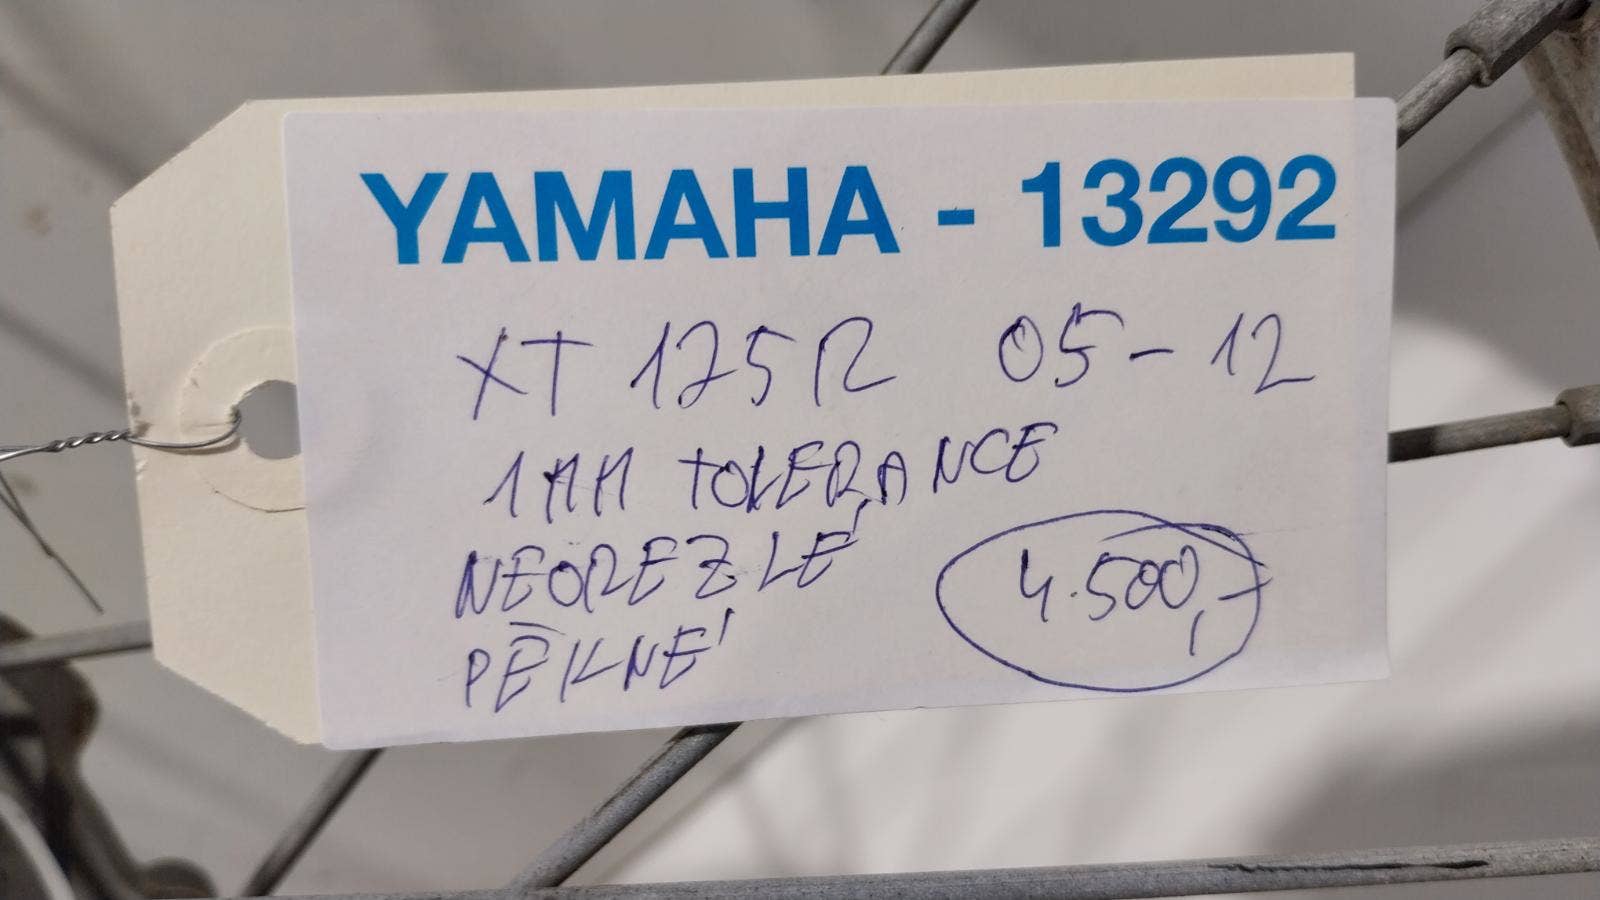 YAMAHA - 13292
XT 125R 05-12
1MM TOLERANCE
NEOREZLÉ
4.500,-
PĚKNÉ